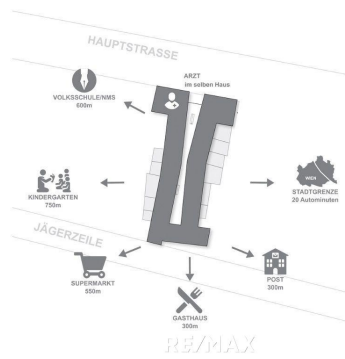 HAUPTSTRASSE
ARZT
im selben Haus
VOLKSSCHULE/NMS
600m
KINDERGARTEN
750m
WIEN
STADTGRENZE
20 Autominuten
JÄGERZEILE
SUPERMARKT
550m
POST
300m
GASTHAUS
300m
RE/MAX